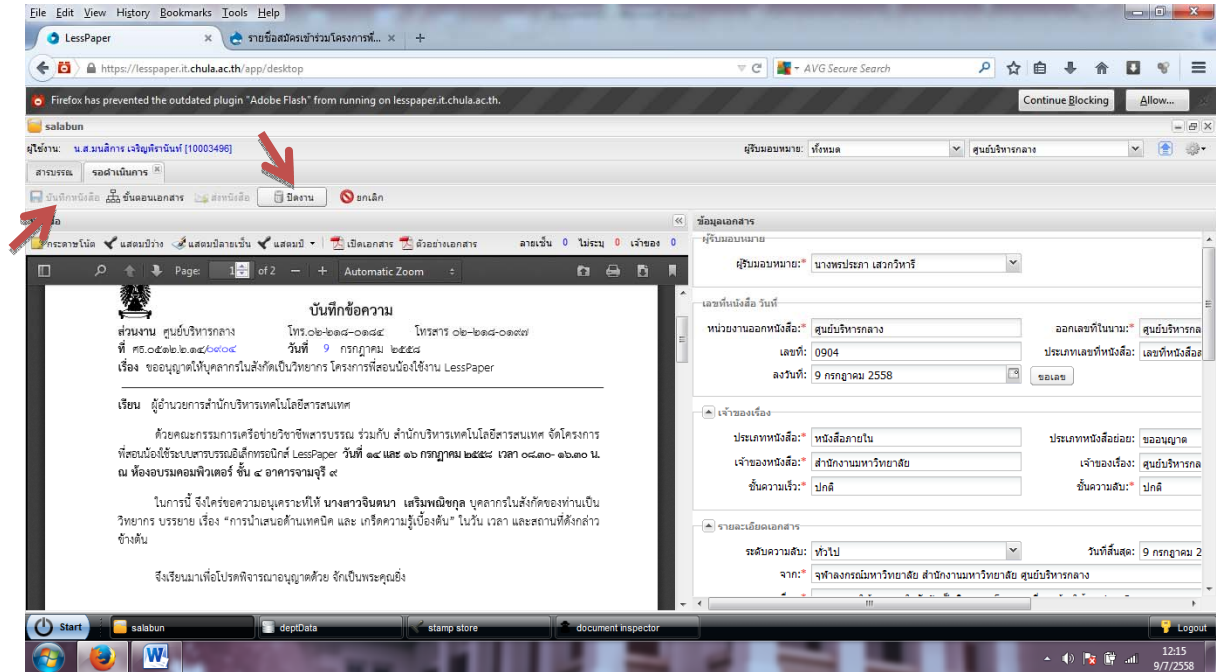 File Edit View History Bookmarks Tools Help
LessPaper × รายชื่อสมัครเข้าร่วมโครงการพี่... × +
https://lesspaper.it.chula.ac.th/app/desktop AVG Secure Search
Firefox has prevented the outdated plugin "Adobe Flash" from running on lesspaper.it.chula.ac.th. Continue Blocking Allow...
salabun
ผู้ใช้งาน: น.ส.มนสิการ เจริญพิรานันท์ [10003496] ผู้รับมอบหมาย: ทั้งหมด ศูนย์บริหารกลาง
สารบรรณ รอดำเนินการ
บันทึกหนังสือ ขั้นตอนเอกสาร ส่งหนังสือ ปิดงาน ยกเลิก
ข้อมูลเอกสาร
กระดาษโน้ต แสตมป์ว่าง แสตมป์ลายเซ็น แสตมป์ เปิดเอกสาร ตัวอย่างเอกสาร ลายเซ็น 0 ไม่ระบุ 0 เจ้าของ 0
ผู้รับมอบหมาย
Page: 1 of 2 Automatic Zoom
ผู้รับมอบหมาย:* นางพรประภา เสวกวิหารี
บันทึกข้อความ
ส่วนงาน ศูนย์บริหารกลาง โทร.๐๒-๒๑๘-๐๑๘๔ โทรสาร ๐๒-๒๑๘-๐๑๙๗
ที่ ศธ.๐๕๑๒.๒.๑๔/๐๙๐๔ วันที่ 9 กรกฎาคม ๒๕๕๘
เรื่อง ขออนุญาตให้บุคลากรในสังกัดเป็นวิทยากร โครงการพี่สอนน้องใช้งาน LessPaper
เรียน ผู้อำนวยการสำนักบริหารเทคโนโลยีสารสนเทศ
ด้วยคณะกรรมการเครือข่ายวิชาชีพสารบรรณ ร่วมกับ สำนักบริหารเทคโนโลยีสารสนเทศ จัดโครงการ
พี่สอนน้องใช้ระบบสารบรรณอิเล็กทรอนิกส์ LessPaper วันที่ ๑๔ และ ๑๖ กรกฎาคม ๒๕๕๘ เวลา ๐๘.๓๐- ๑๖.๓๐ น.
ณ ห้องอบรมคอมพิวเตอร์ ชั้น ๔ อาคารจามจุรี ๙
ในการนี้ จึงใคร่ขอความอนุเคราะห์ให้ นางสาวจินตนา เสริมพณิชกุล บุคลากรในสังกัดของท่านเป็น
วิทยากร บรรยาย เรื่อง "การนำเสนอด้านเทคนิค และ เกร็ดความรู้เบื้องต้น" ในวัน เวลา และสถานที่ดังกล่าว
ข้างต้น
จึงเรียนมาเพื่อโปรดพิจารณาอนุญาตด้วย จักเป็นพระคุณยิ่ง
เลขที่หนังสือ วันที่
หน่วยงานออกหนังสือ:* ศูนย์บริหารกลาง ออกเลขที่ในนาม:* ศูนย์บริหารกล
เลขที่: 0904 ประเภทเลขที่หนังสือ: เลขที่หนังสือ
ลงวันที่: 9 กรกฎาคม 2558 ขอเลข
เจ้าของเรื่อง
ประเภทหนังสือ:* หนังสือภายใน ประเภทหนังสือย่อย: ขออนุญาต
เจ้าของหนังสือ:* สำนักงานมหาวิทยาลัย เจ้าของเรื่อง: ศูนย์บริหารกล
ชั้นความเร็ว:* ปกติ ชั้นความลับ:* ปกติ
รายละเอียดเอกสาร
ระดับความลับ: ทั่วไป วันที่สิ้นสุด: 9 กรกฎาคม 2
จาก:* จุฬาลงกรณ์มหาวิทยาลัย สำนักงานมหาวิทยาลัย ศูนย์บริหารกลาง
Start salabun deptData stamp store document inspector Logout
12:15
9/7/2558